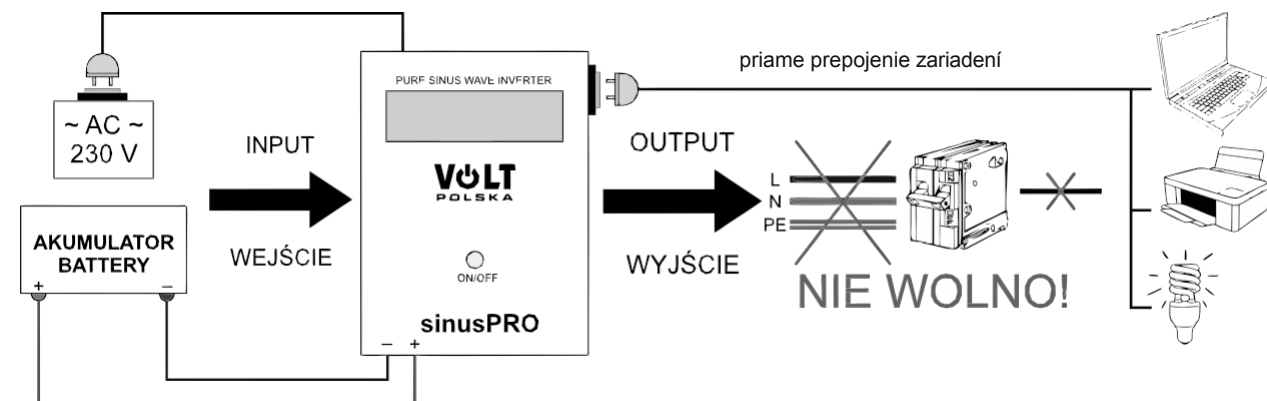 ~ AC ~
230 V
AKUMULATOR
BATTERY
+ –
INPUT
WEJŚCIE
PURE SINUS WAVE INVERTER
VOLT
POLSKA
ON/OFF
sinusPRO
– +
priame prepojenie zariadení
OUTPUT
WYJŚCIE
L
N
PE
NIE WOLNO!